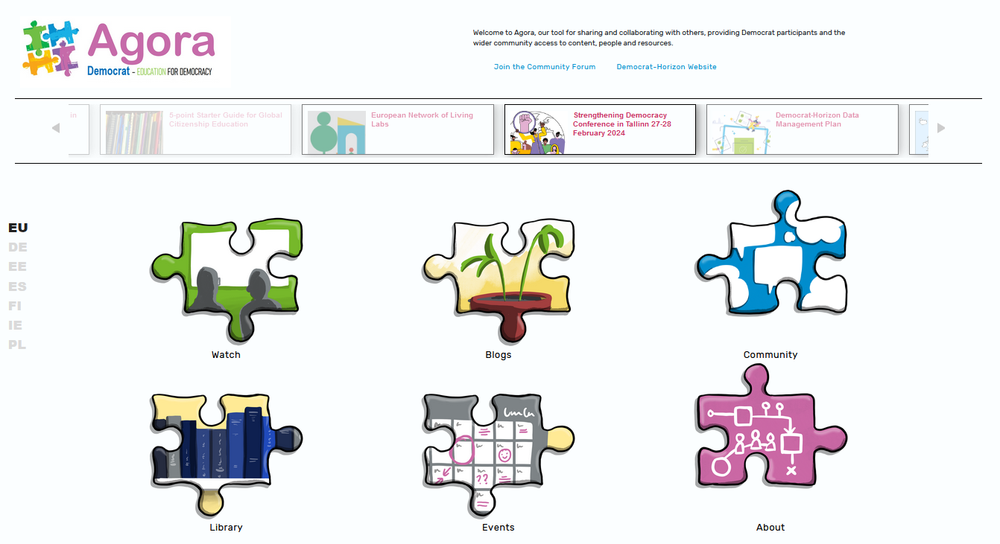 Agora
Democrat - EDUCATION FOR DEMOCRACY
Welcome to Agora, our tool for sharing and collaborating with others, providing Democrat participants and the
wider community access to content, people and resources.
Join the Community Forum
Democrat-Horizon Website
in
5-point Starter Guide for Global
Citizenship Education
European Network of Living
Labs
Strengthening Democracy
Conference in Tallinn 27-28
February 2024
Democrat-Horizon Data
Management Plan
EU
DE
EE
ES
FI
IE
PL
Watch
Blogs
Community
??
Library
Events
About